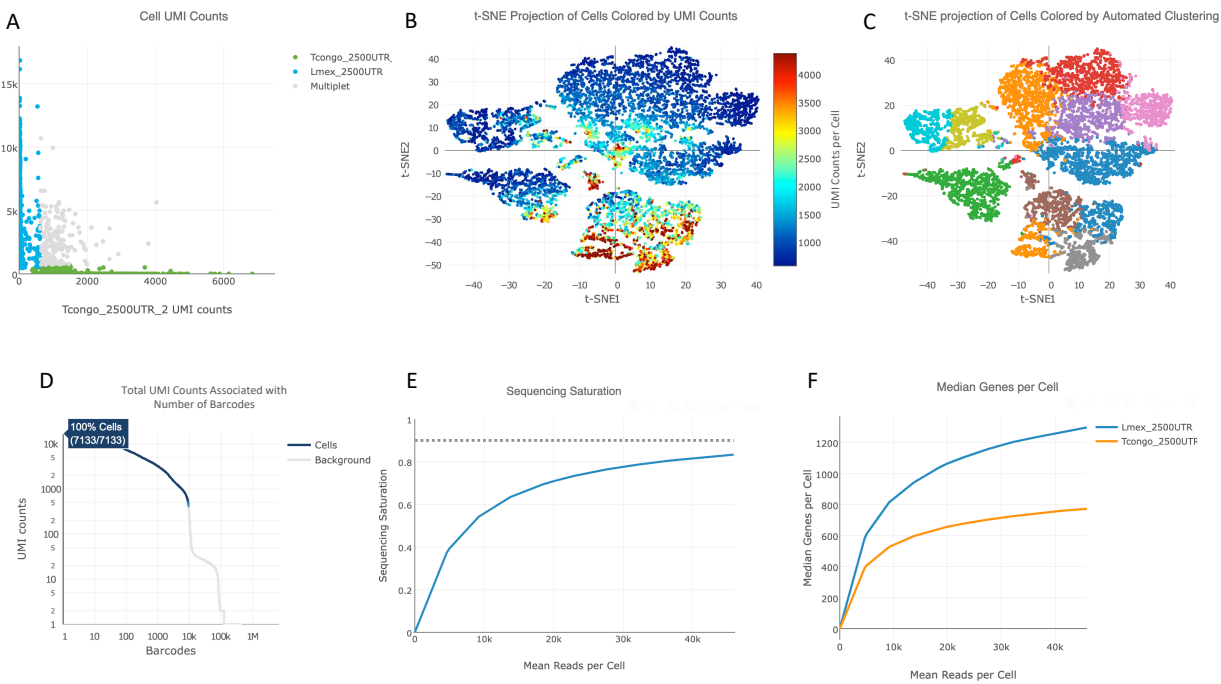 A
Cell UMI Counts
15k
10k
5k
0
0
2000
4000
6000
Tcongo_2500UTR_2 UMI counts
Tcongo_2500UTR_
Lmex_2500UTR
Multiplet
B
t-SNE Projection of Cells Colored by UMI Counts
t-SNE2
40
30
20
10
0
−10
−20
−30
−40
−50
−40
−30
−20
−10
0
10
20
30
40
t-SNE1
4000
3500
3000
2500
2000
1500
1000
UMI Counts per Cell
C
t-SNE projection of Cells Colored by Automated Clustering
t-SNE2
40
20
0
−20
−40
−40
−30
−20
−10
0
10
20
30
40
t-SNE1
D
Total UMI Counts Associated with
Number of Barcodes
100% Cells
(7133/7133)
UMI counts
10k
5
2
1000
5
2
100
5
2
10
5
2
1
1
10
100
1000
10k
100k
1M
Barcodes
Cells
Background
E
Sequencing Saturation
Sequencing Saturation
1
0.8
0.6
0.4
0.2
0
0
10k
20k
30k
40k
Mean Reads per Cell
F
Median Genes per Cell
Median Genes per Cell
1200
1000
800
600
400
200
0
0
10k
20k
30k
40k
Mean Reads per Cell
Lmex_2500UTR
Tcongo_2500UTF